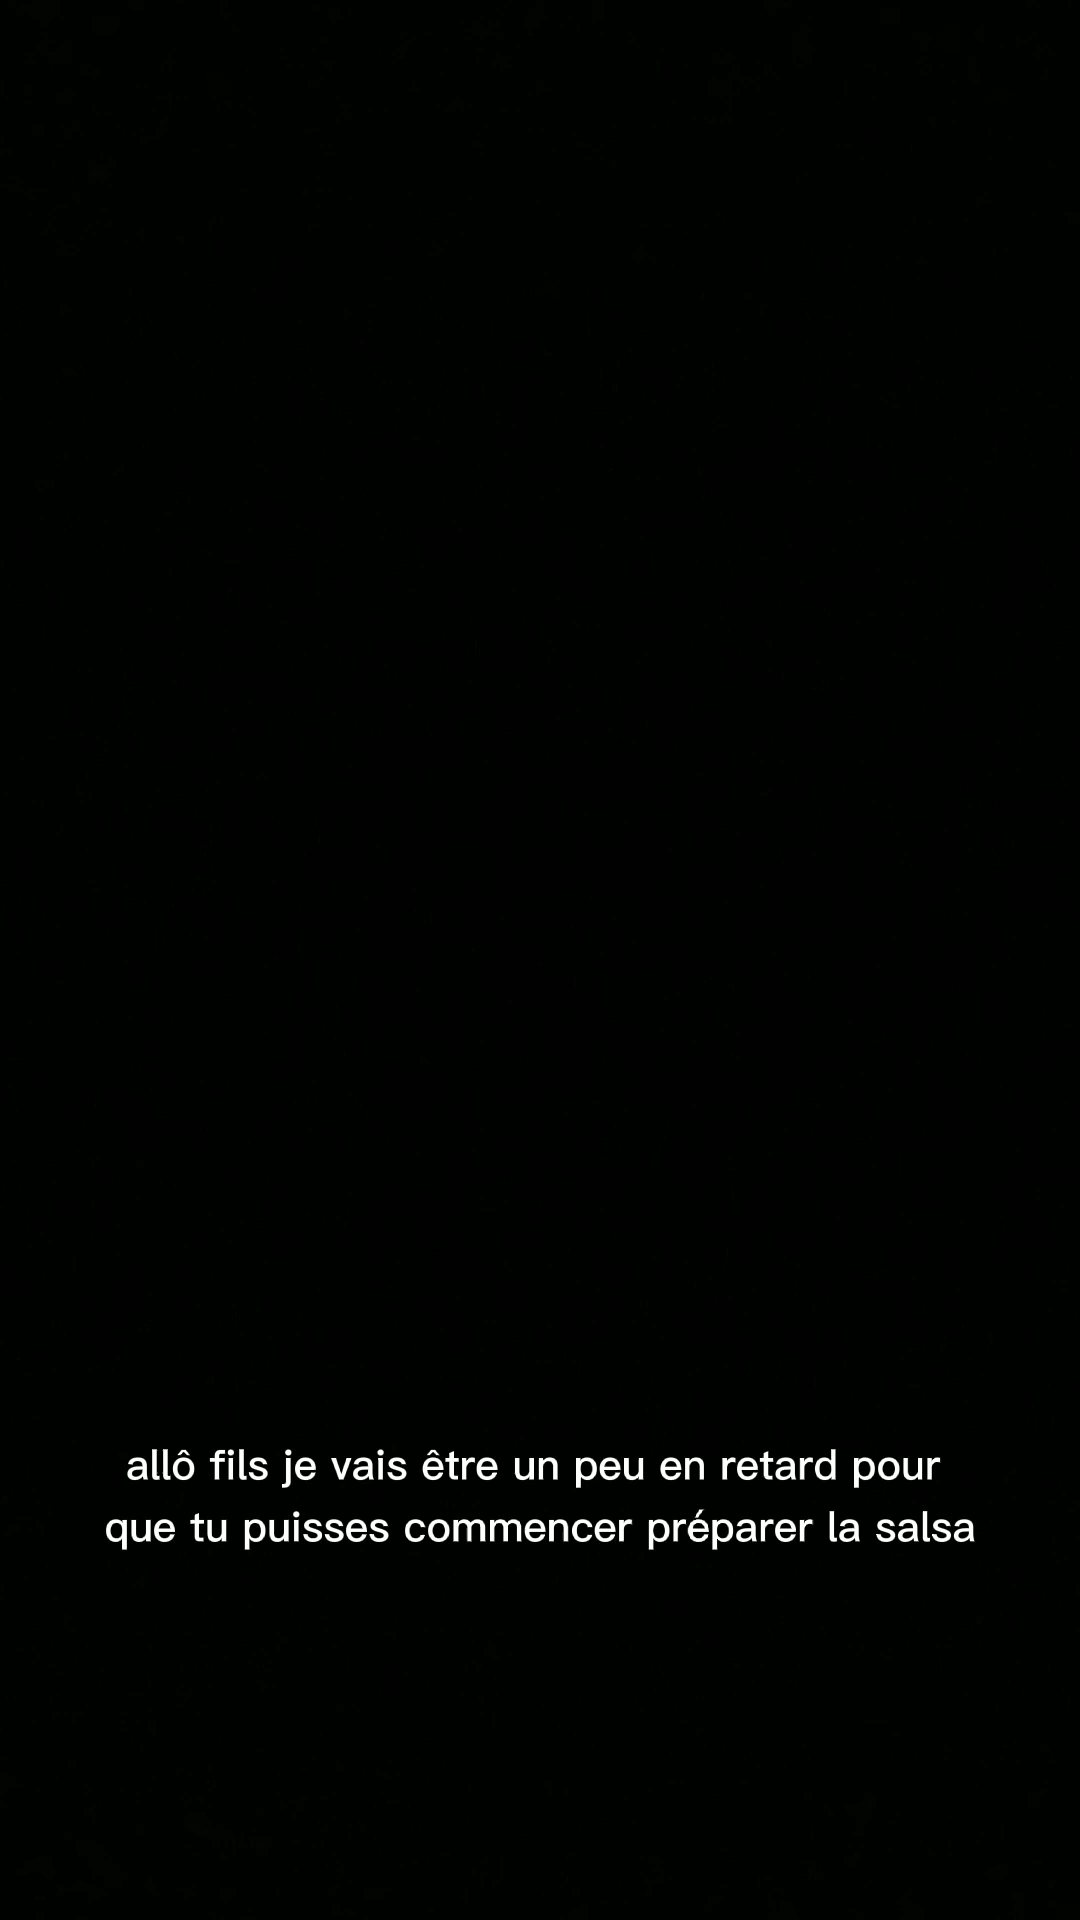 allô fils je vais être un peu en retard pour
que tu puisses commencer préparer la salsa